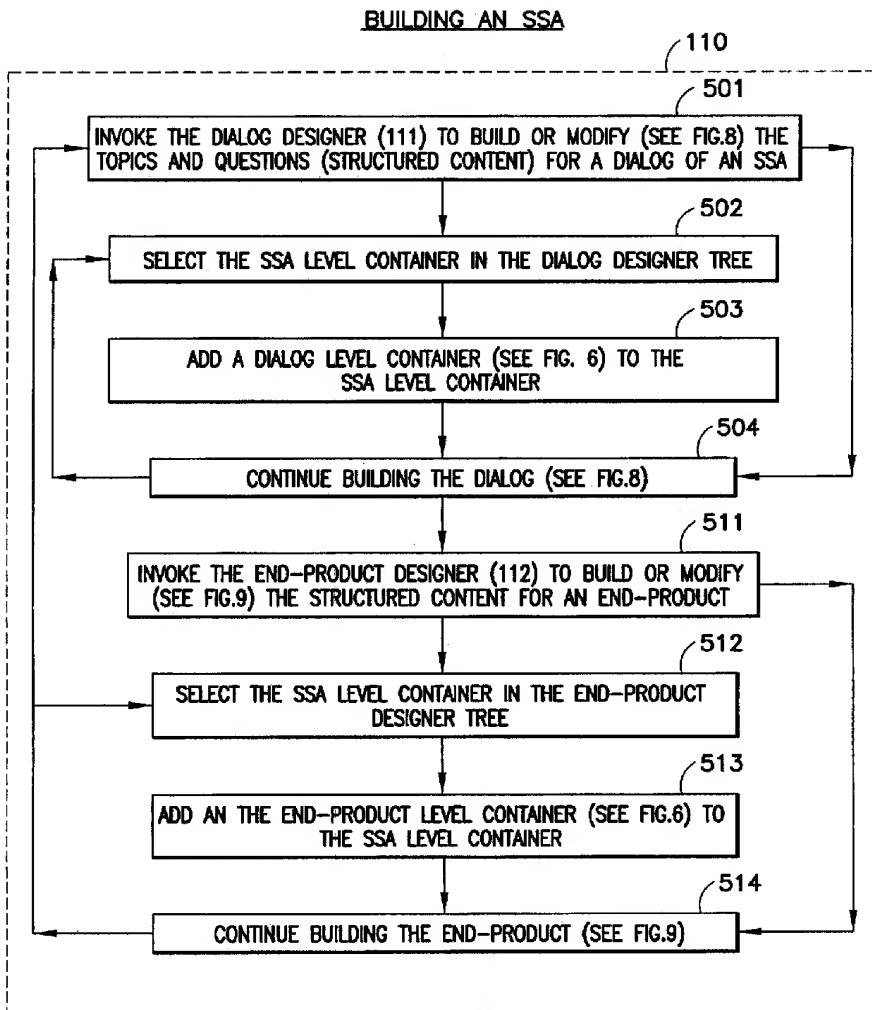 BUILDING AN SSA
110
501
INVOKE THE DIALOG DESIGNER (111) TO BUILD OR MODIFY (SEE FIG.8) THE
TOPICS AND QUESTIONS (STRUCTURED CONTENT) FOR A DIALOG OF AN SSA
502
SELECT THE SSA LEVEL CONTAINER IN THE DIALOG DESIGNER TREE
503
ADD A DIALOG LEVEL CONTAINER (SEE FIG. 6) TO THE
SSA LEVEL CONTAINER
504
CONTINUE BUILDING THE DIALOG (SEE FIG.8)
511
INVOKE THE END-PRODUCT DESIGNER (112) TO BUILD OR MODIFY
(SEE FIG.9) THE STRUCTURED CONTENT FOR AN END-PRODUCT
512
SELECT THE SSA LEVEL CONTAINER IN THE END-PRODUCT
DESIGNER TREE
513
ADD AN THE END-PRODUCT LEVEL CONTAINER (SEE FIG.6) TO
THE SSA LEVEL CONTAINER
514
CONTINUE BUILDING THE END-PRODUCT (SEE FIG.9)